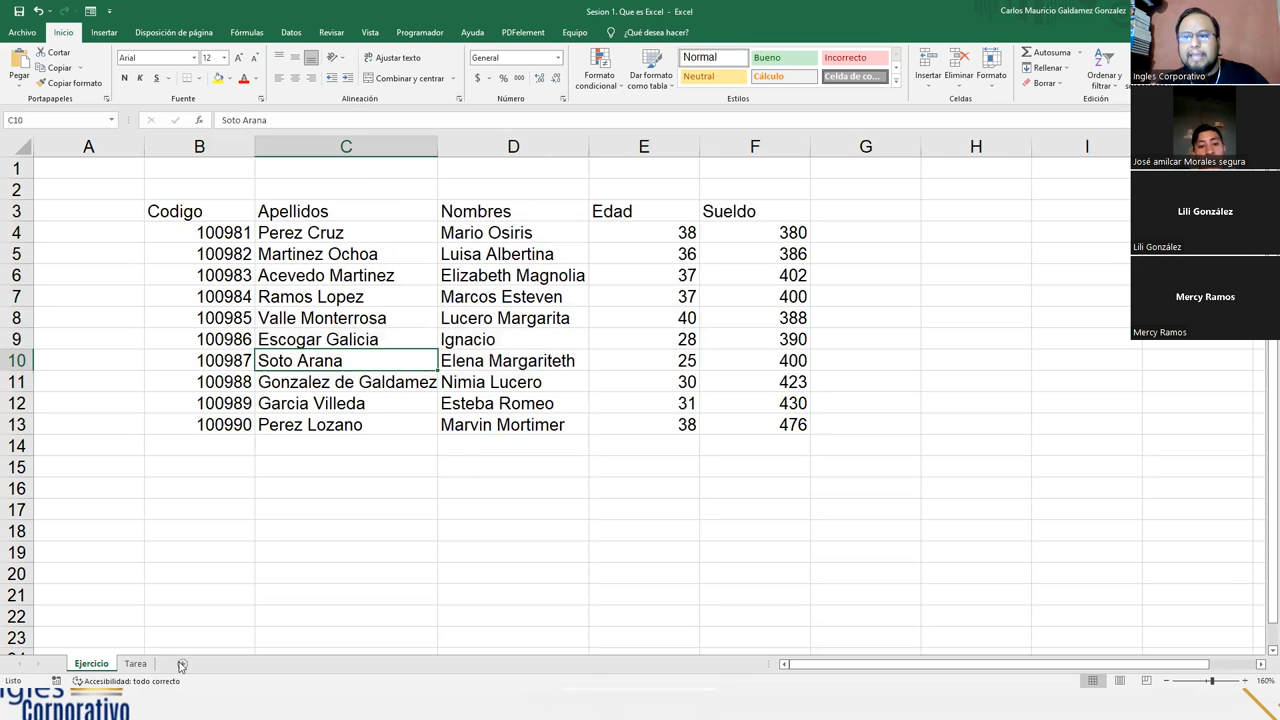 Sesion 1. Que es Excel - Excel
Carlos Mauricio Galdamez Gonzalez
Archivo Inicio Insertar Disposición de página Fórmulas Datos Revisar Vista Programador Ayuda PDFelement Equipo ¿Qué desea hacer?
Pegar
Cortar
Copiar
Copiar formato
Portapapeles
Arial 12
N K S
Fuente
Ajustar texto
Combinar y centrar
Alineación
General
$ % 000
Número
Formato condicional
Dar formato como tabla
Normal Bueno Incorrecto
Neutral Cálculo Celda de co...
Estilos
Insertar Eliminar Formato
Celdas
Autosuma
Rellenar
Borrar
Ordenar y filtrar
Edición
C10 fx Soto Arana
A B C D E F G H I
1
2
3 Codigo Apellidos Nombres Edad Sueldo
4 100981 Perez Cruz Mario Osiris 38 380
5 100982 Martinez Ochoa Luisa Albertina 36 386
6 100983 Acevedo Martinez Elizabeth Magnolia 37 402
7 100984 Ramos Lopez Marcos Esteven 37 400
8 100985 Valle Monterrosa Lucero Margarita 40 388
9 100986 Escogar Galicia Ignacio 28 390
10 100987 Soto Arana Elena Margariteth 25 400
11 100988 Gonzalez de Galdamez Nimia Lucero 30 423
12 100989 Garcia Villeda Esteba Romeo 31 430
13 100990 Perez Lozano Marvin Mortimer 38 476
14
15
16
17
18
19
20
21
22
23
Ejercicio Tarea
Listo Accesibilidad: todo correcto 160%
Ingles
Corporativo
Ingles Corporativo
José amilcar Morales segura
Lili González
Lili González
Mercy Ramos
Mercy Ramos